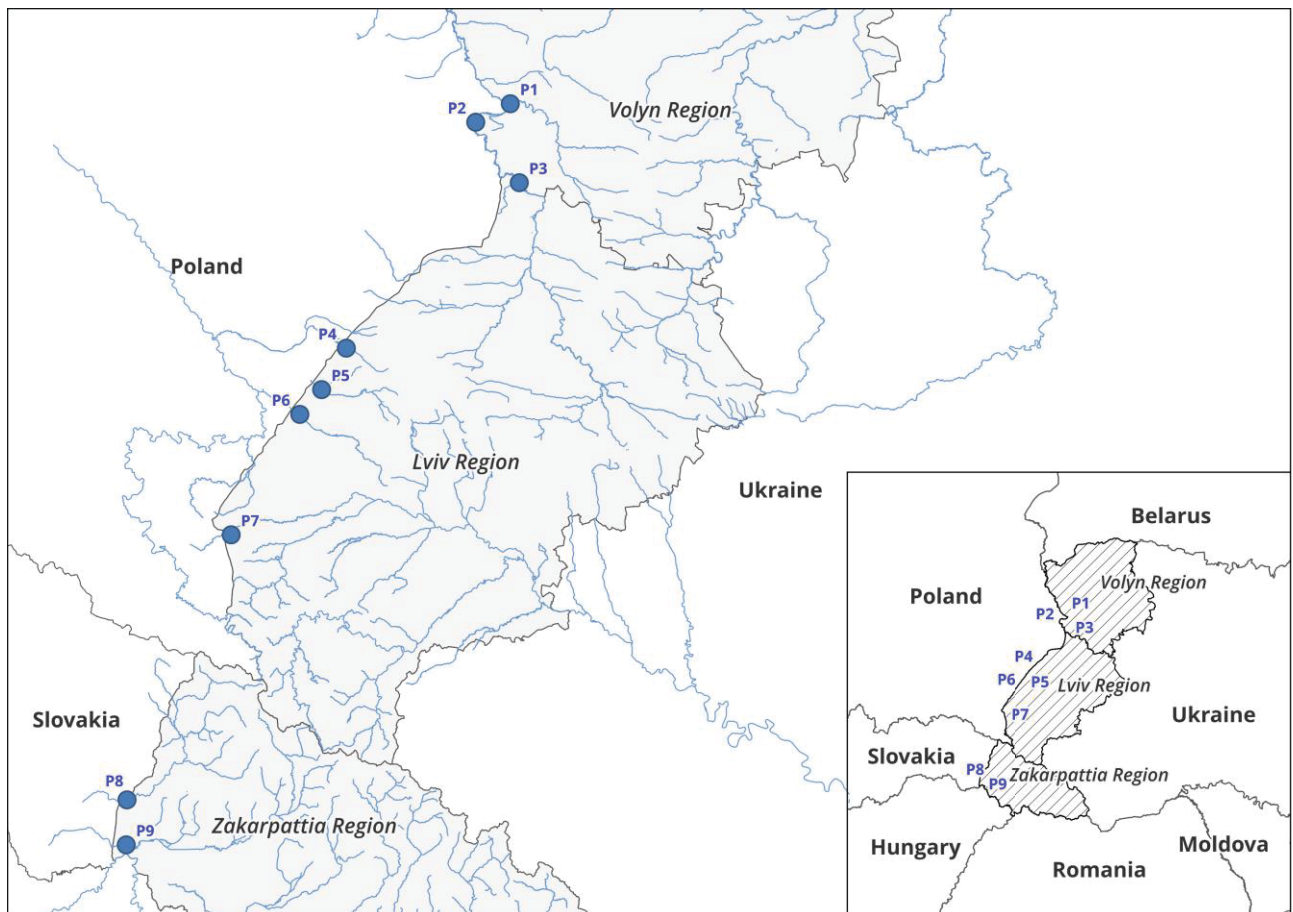 P1
P2
Volyn Region
P3
Poland
P4
P5
P6
Lviv Region
Ukraine
P7
Slovakia
P8
P9
Zakarpattia Region
Belarus
Volyn Region
Poland
P1
P2
P3
P4
P6
P5
Lviv Region
P7
Ukraine
Slovakia
P8
P9
Zakarpattia Region
Hungary
Moldova
Romania